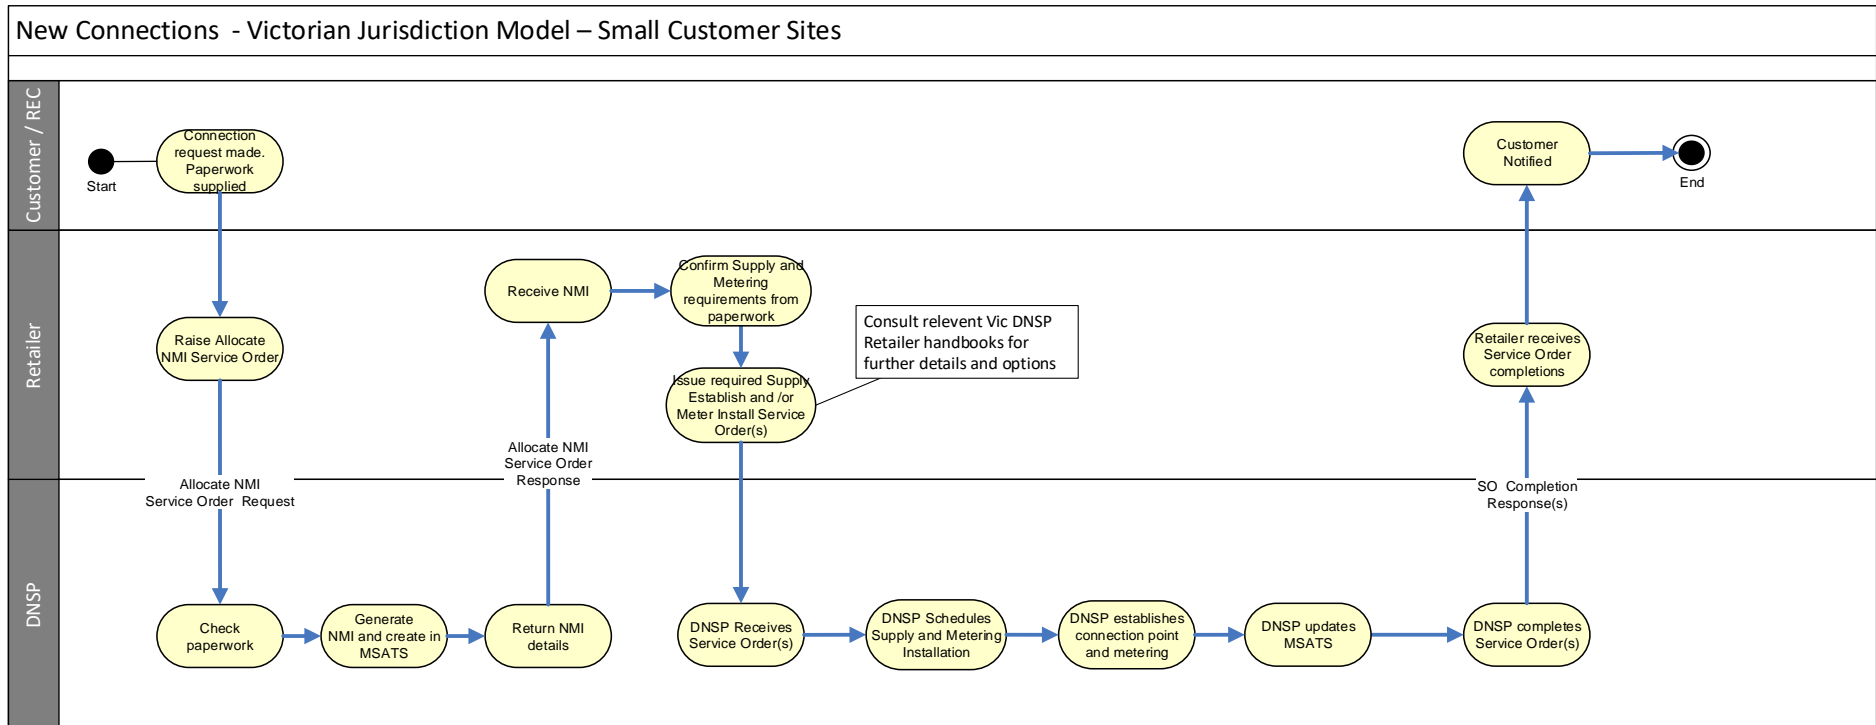 New Connections  - Victorian Jurisdiction Model – Small Customer Sites
Customer / REC
Start
Connection
request made.
Paperwork
supplied
Customer
Notified
End
Retailer
Raise Allocate
NMI Service Order
Receive NMI
Confirm Supply and
Metering
requirements from
paperwork
Issue required Supply
Establish and /or
Meter Install Service
Order(s)
Consult relevent Vic DNSP
Retailer handbooks for
further details and options
Retailer receives
Service Order
completions
Allocate NMI
Service Order  Request
Allocate NMI
Service Order
Response
SO  Completion
Response(s)
DNSP
Check
paperwork
Generate
NMI and create in
MSATS
Return NMI
details
DNSP Receives
Service Order(s)
DNSP Schedules
Supply and Metering
Installation
DNSP establishes
connection point
and metering
DNSP updates
MSATS
DNSP completes
Service Order(s)